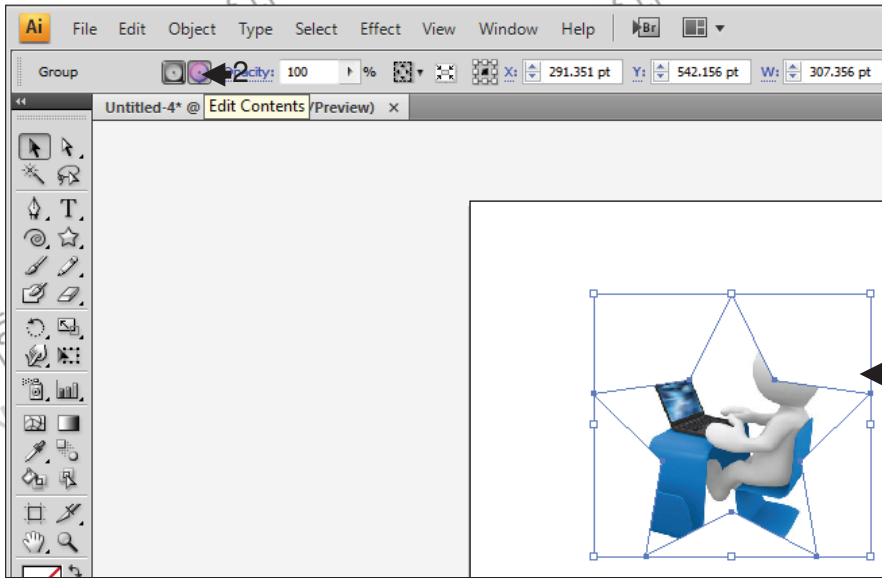 Ai File Edit Object Type Select Effect View Window Help Br
Group 2 Opacity: 100 % X: 291.351 pt Y: 542.156 pt W: 307.356 pt
Untitled-4* @ Edit Contents /Preview) ×
T